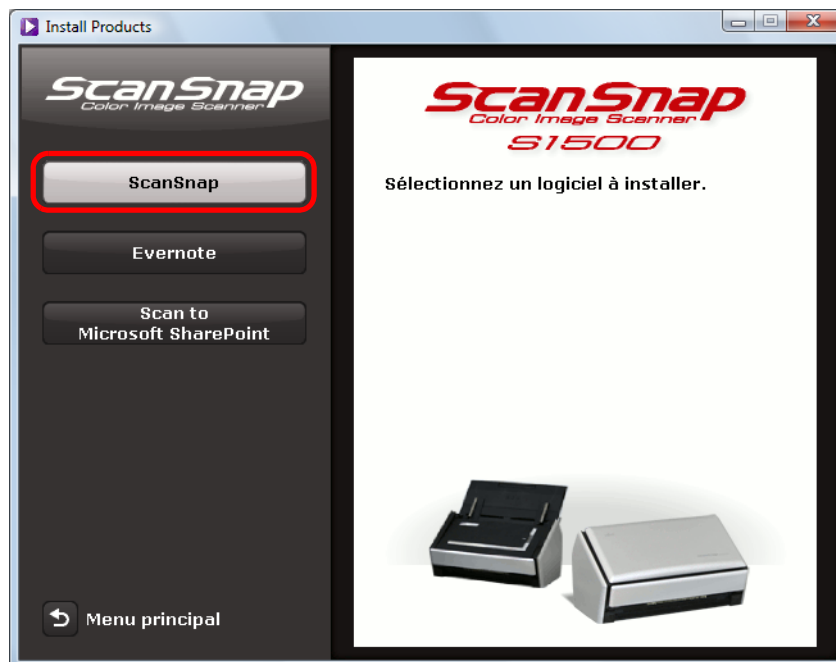 Install Products
ScanSnap
Color Image Scanner
ScanSnap
Evernote
Scan to
Microsoft SharePoint
Menu principal
ScanSnap
Color Image Scanner
S1500
Sélectionnez un logiciel à installer.